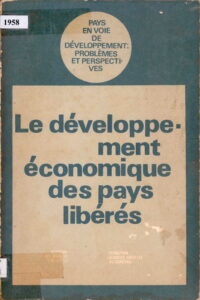 1958
PAYS
EN VOIE
DE
DÉVELOPPEMENT:
PROBLÈMES
ET PERSPECTI-
VES
Le développe-
ment
économique
des pays
libérés